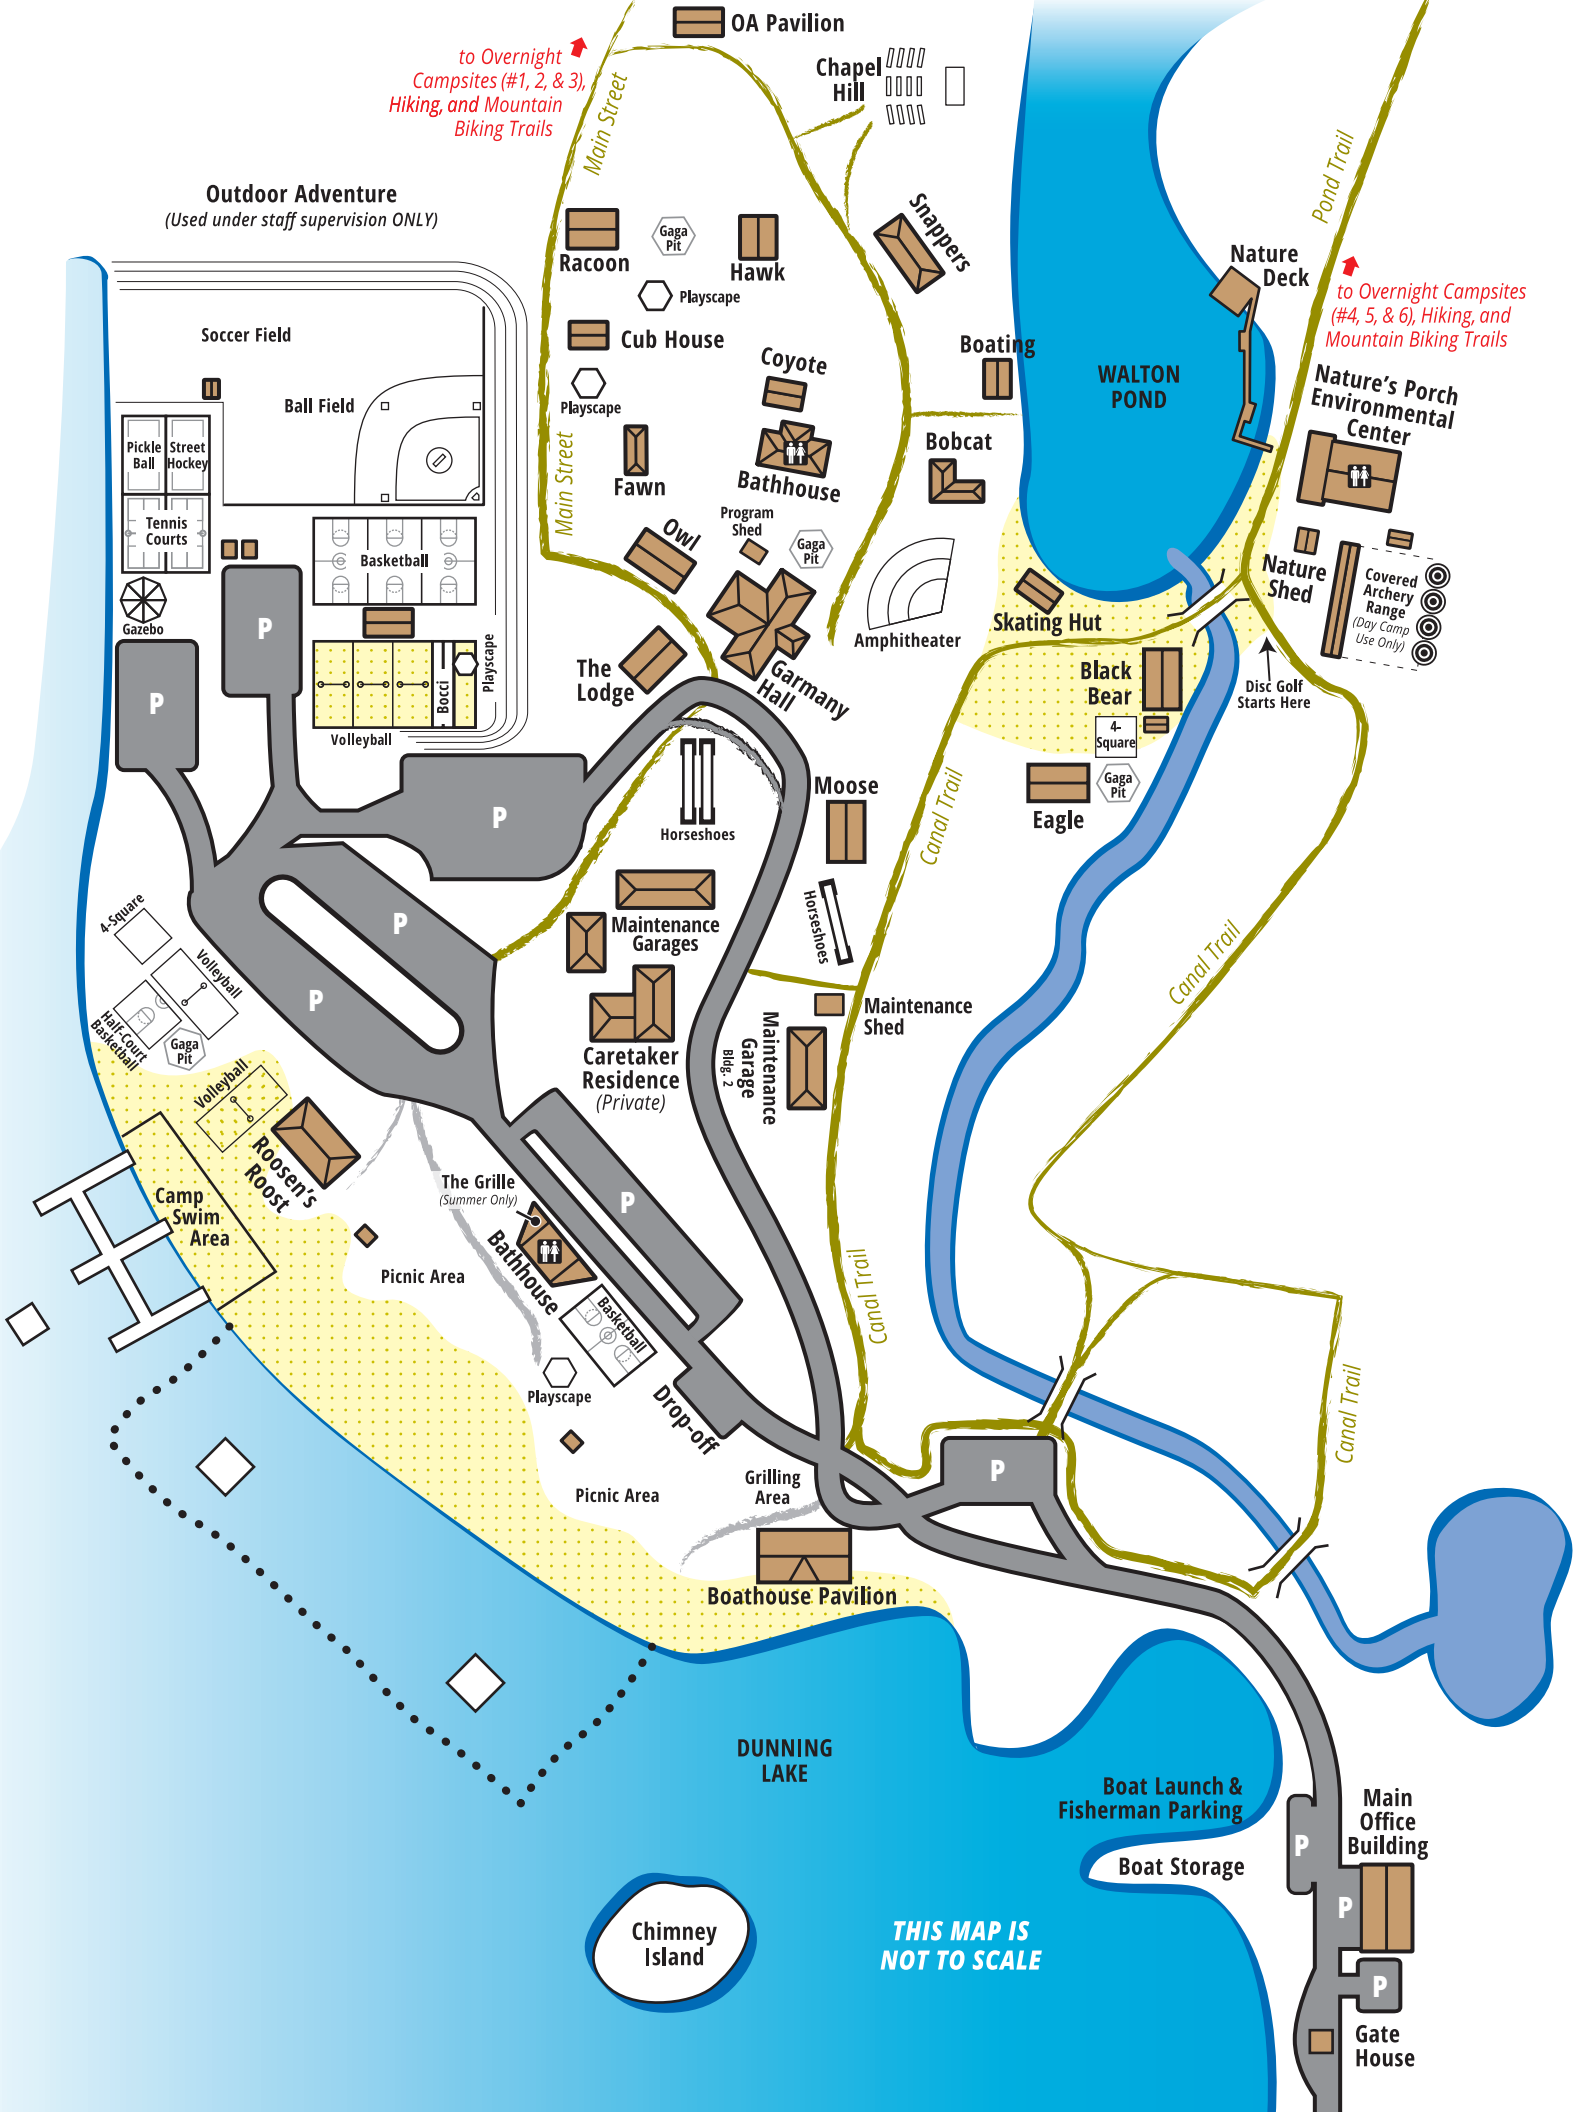 OA Pavilion
to Overnight
Campsites (#1, 2, & 3),
Hiking, and Mountain
Biking Trails
Main Street
Chapel
Hill
Outdoor Adventure
(Used under staff supervision ONLY)
Pond Trail
Racoon
Gaga
Pit
Hawk
Snappers
Playscape
Nature
Deck
to Overnight Campsites
(#4, 5, & 6), Hiking, and
Mountain Biking Trails
Soccer Field
Cub House
Boating
Coyote
WALTON
POND
Playscape
Ball Field
Nature's Porch
Environmental
Center
Pickle
Ball
Street
Hockey
Main Street
Fawn
Bathhouse
Bobcat
Tennis
Courts
Basketball
Owl
Program
Shed
Gaga
Pit
Nature
Shed
Covered
Archery
Range
(Day Camp
Use Only)
Gazebo
P
Skating Hut
Amphitheater
The
Lodge
Garmany
Hall
Playscape
Bocci
Volleyball
P
Black
Bear
Disc Golf
Starts Here
4-
Square
Gaga
Pit
Eagle
Moose
Canal Trail
P
Horseshoes
Horseshoes
Maintenance
Garages
P
P
4-Square
Volleyball
Half-Court
Basketball
Gaga
Pit
Canal Trail
Maintenance
Shed
Maintenance
Garage
Bldg. 2
Caretaker
Residence
(Private)
Volleyball
Roosen's
Roost
Camp
Swim
Area
The Grille
(Summer Only)
Bathhouse
P
Picnic Area
Basketball
Playscape
Canal Trail
Drop-off
Canal Trail
P
Grilling
Area
Picnic Area
Boathouse Pavilion
DUNNING
LAKE
Boat Launch &
Fisherman Parking
P
Main
Office
Building
Boat Storage
P
Chimney
Island
THIS MAP IS
NOT TO SCALE
P
Gate
House